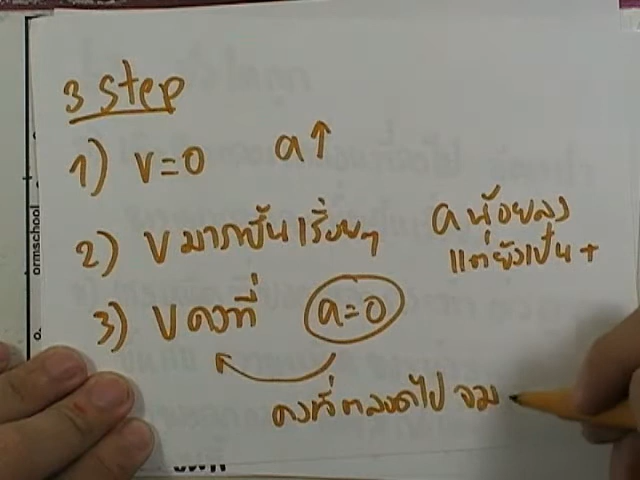 3 step
1) v=0 a↑
2) v มากขึ้นเรื่อยๆ a น้อยลง
แต่ยังเป็น +
3) v คงที่ a=0
คงที่ตลอดไป จม
ormschool